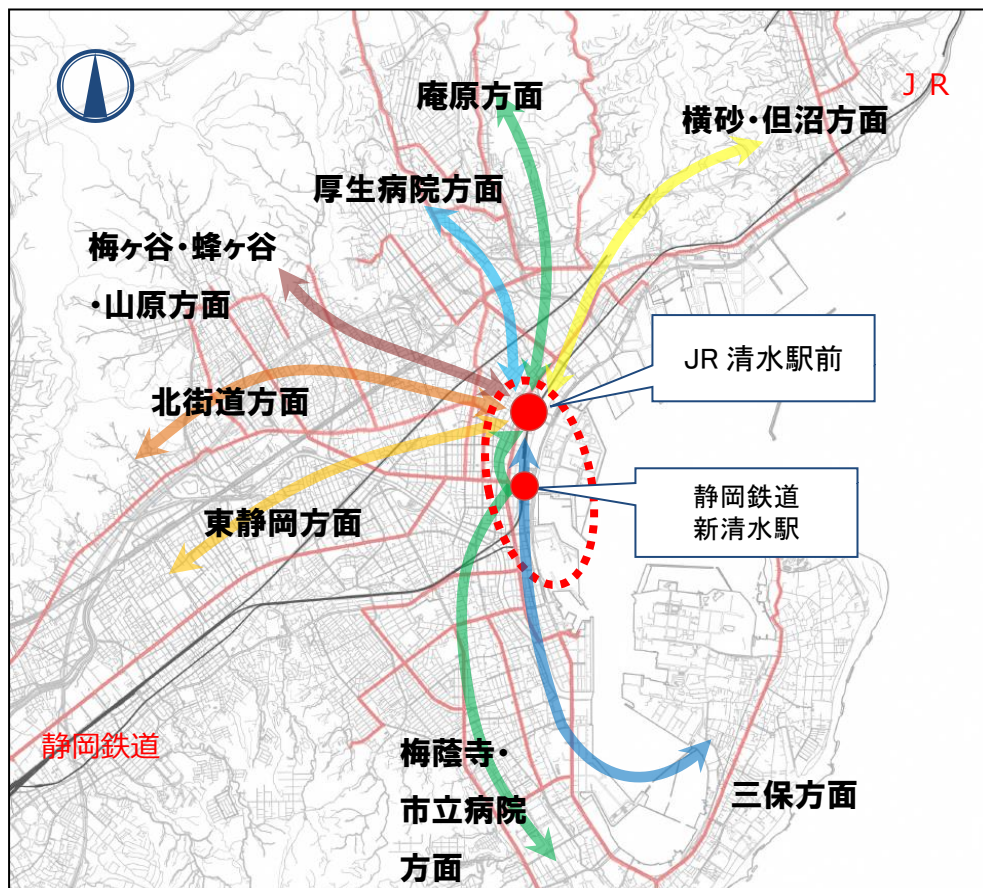 庵原方面
JR
横砂・但沼方面
厚生病院方面
梅ヶ谷・蜂ヶ谷
・山原方面
JR 清水駅前
北街道方面
静岡鉄道
新清水駅
東静岡方面
静岡鉄道
梅蔭寺・
市立病院
方面
三保方面